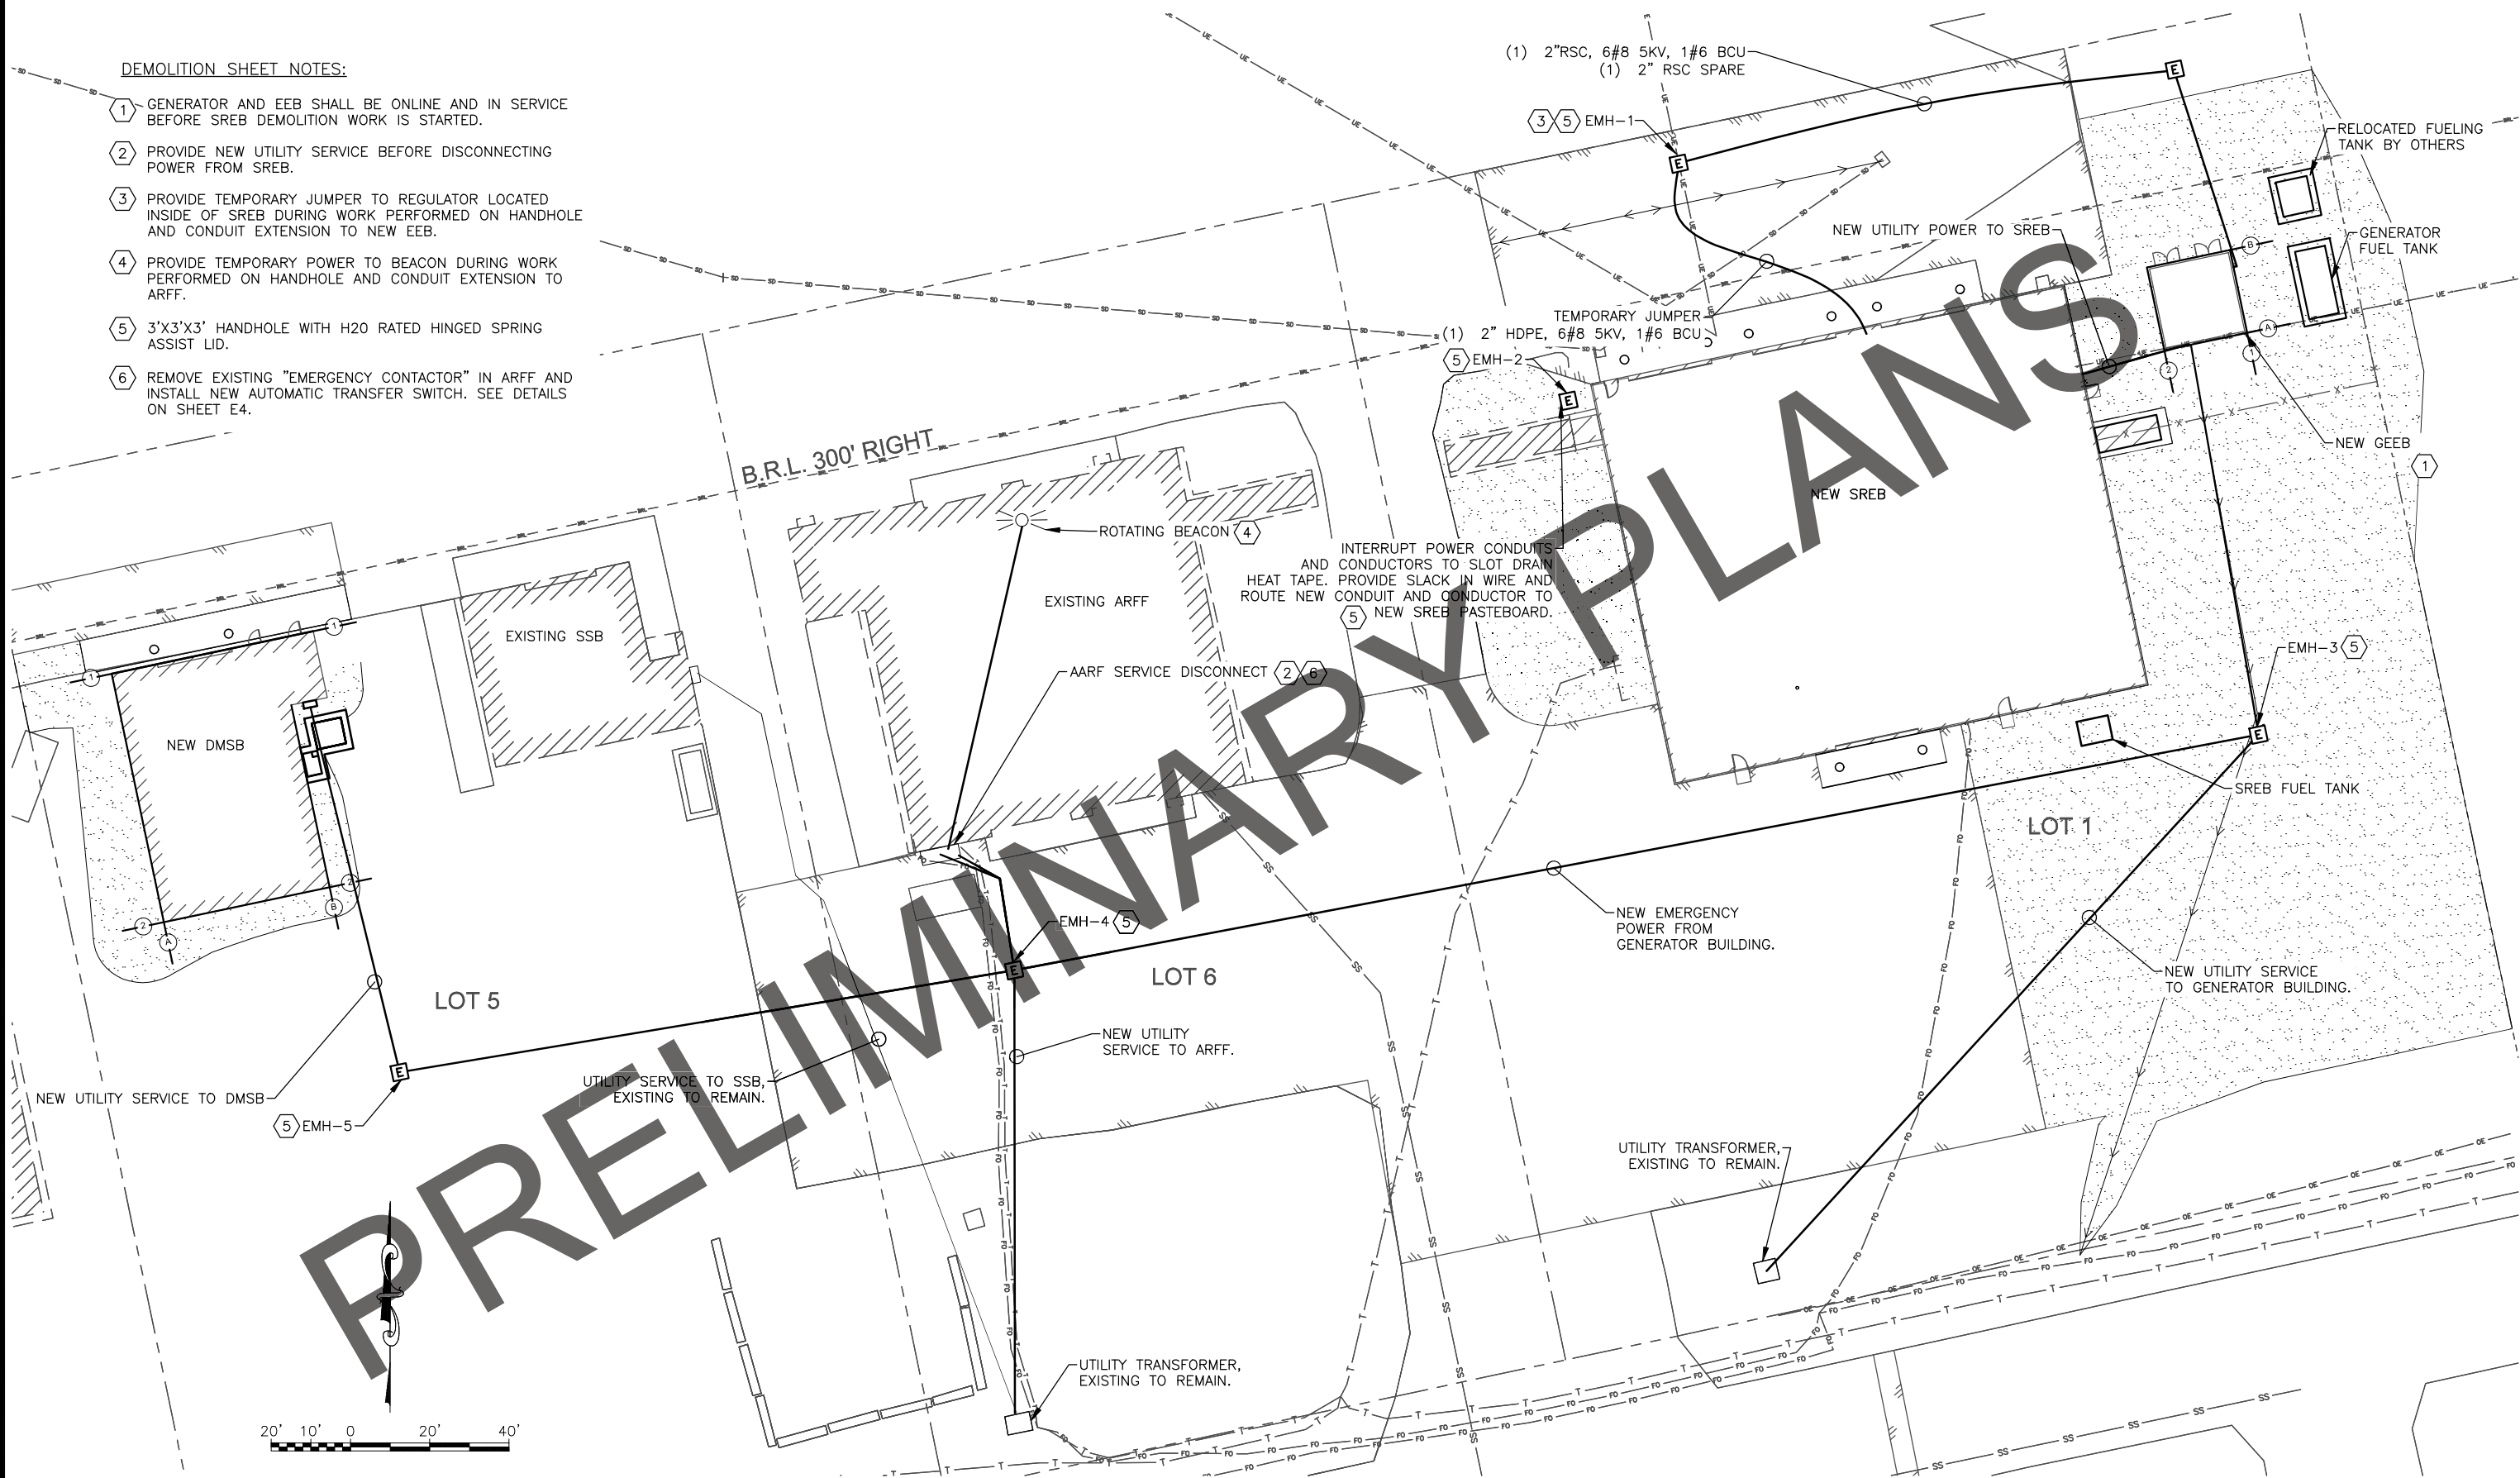 DEMOLITION SHEET NOTES:
1 GENERATOR AND EEB SHALL BE ONLINE AND IN SERVICE
BEFORE SREB DEMOLITION WORK IS STARTED.
2 PROVIDE NEW UTILITY SERVICE BEFORE DISCONNECTING
POWER FROM SREB.
3 PROVIDE TEMPORARY JUMPER TO REGULATOR LOCATED
INSIDE OF SREB DURING WORK PERFORMED ON HANDHOLE
AND CONDUIT EXTENSION TO NEW EEB.
4 PROVIDE TEMPORARY POWER TO BEACON DURING WORK
PERFORMED ON HANDHOLE AND CONDUIT EXTENSION TO
ARFF.
5 3'X3'X3' HANDHOLE WITH H20 RATED HINGED SPRING
ASSIST LID.
6 REMOVE EXISTING "EMERGENCY CONTACTOR" IN ARFF AND
INSTALL NEW AUTOMATIC TRANSFER SWITCH. SEE DETAILS
ON SHEET E4.
(1) 2"RSC, 6#8 5KV, 1#6 BCU
(1) 2" RSC SPARE
3 5 EMH-1
E
E
RELOCATED FUELING
TANK BY OTHERS
NEW UTILITY POWER TO SREB
GENERATOR
FUEL TANK
TEMPORARY JUMPER
(1) 2" HDPE, 6#8 5KV, 1#6 BCU
5 EMH-2
E
B
A
1
2
NEW GEEB
1
B.R.L. 300' RIGHT
NEW SREB
ROTATING BEACON 4
INTERRUPT POWER CONDUITS
AND CONDUCTORS TO SLOT DRAIN
HEAT TAPE. PROVIDE SLACK IN WIRE AND
ROUTE NEW CONDUIT AND CONDUCTOR TO
5 NEW SREB PASTEBOARD.
EXISTING ARFF
EXISTING SSB
AARF SERVICE DISCONNECT 2 6
EMH-3 5
E
NEW DMSB
1
1
2
2
A
B
SREB FUEL TANK
LOT 1
EMH-4 5
E
NEW EMERGENCY
POWER FROM
GENERATOR BUILDING.
LOT 6
LOT 5
NEW UTILITY SERVICE
TO GENERATOR BUILDING.
NEW UTILITY
SERVICE TO ARFF.
UTILITY SERVICE TO SSB,
EXISTING TO REMAIN.
E
NEW UTILITY SERVICE TO DMSB
5 EMH-5
UTILITY TRANSFORMER,
EXISTING TO REMAIN.
UTILITY TRANSFORMER,
EXISTING TO REMAIN.
20' 10' 0 20' 40'
PRELIMINARY PLANS